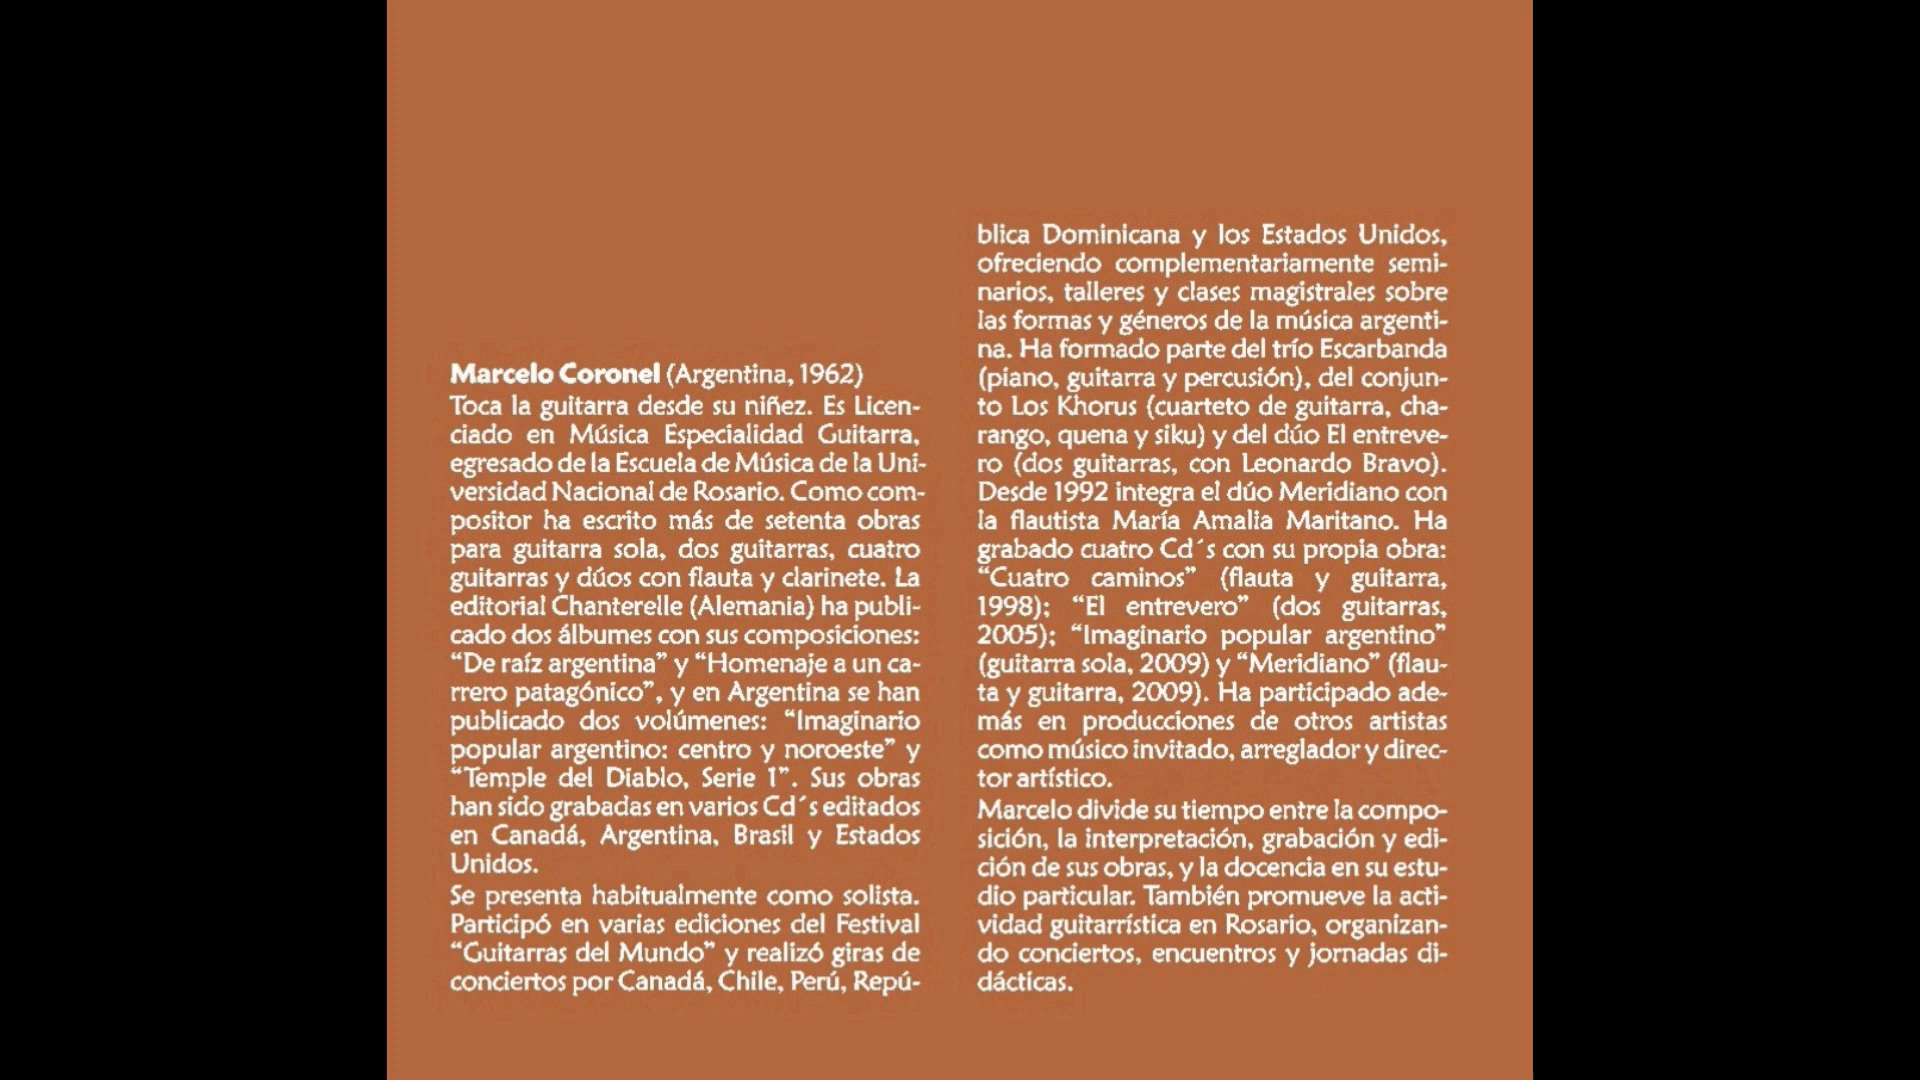 Marcelo Coronel (Argentina, 1962)
Toca la guitarra desde su niñez. Es Licen-
ciado en Música Especialidad Guitarra,
egresado de la Escuela de Música de la Uni-
versidad Nacional de Rosario. Como com-
positor ha escrito más de setenta obras
para guitarra sola, dos guitarras, cuatro
guitarras y dúos con flauta y clarinete. La
editorial Chanterelle (Alemania) ha publi-
cado dos álbumes con sus composiciones:
“De raíz argentina” y “Homenaje a un ca-
rrero patagónico”, y en Argentina se han
publicado dos volúmenes: “Imaginario
popular argentino: centro y noroeste” y
“Temple del Diablo, Serie 1”. Sus obras
han sido grabadas en varios Cd´s editados
en Canadá, Argentina, Brasil y Estados
Unidos.
Se presenta habitualmente como solista.
Participó en varias ediciones del Festival
“Guitarras del Mundo” y realizó giras de
conciertos por Canadá, Chile, Perú, Repú-
blica Dominicana y los Estados Unidos,
ofreciendo complementariamente semi-
narios, talleres y clases magistrales sobre
las formas y géneros de la música argenti-
na. Ha formado parte del trío Escarbanda
(piano, guitarra y percusión), del conjun-
to Los Khorus (cuarteto de guitarra, cha-
rango, quena y siku) y del dúo El entreve-
ro (dos guitarras, con Leonardo Bravo).
Desde 1992 integra el dúo Meridiano con
la flautista María Amalia Maritano. Ha
grabado cuatro Cd´s con su propia obra:
“Cuatro caminos” (flauta y guitarra,
1998); “El entrevero” (dos guitarras,
2005); “Imaginario popular argentino”
(guitarra sola, 2009) y “Meridiano” (flau-
ta y guitarra, 2009). Ha participado ade-
más en producciones de otros artistas
como músico invitado, arreglador y direc-
tor artístico.
Marcelo divide su tiempo entre la compo-
sición, la interpretación, grabación y edi-
ción de sus obras, y la docencia en su estu-
dio particular. También promueve la acti-
vidad guitarrística en Rosario, organizan-
do conciertos, encuentros y jornadas di-
dácticas.